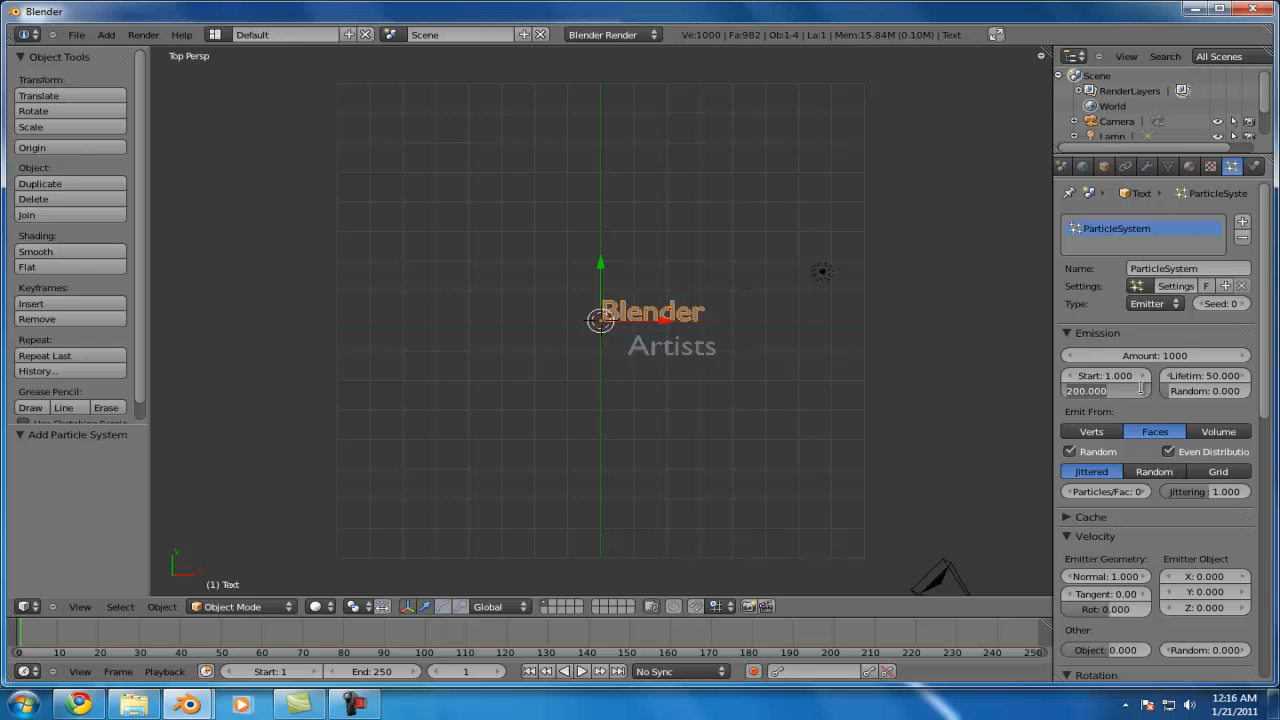 Blender
File Add Render Help Default Scene Blender Render Ve:1000 | Fa:982 | Ob:1-4 | La:1 | Mem:15.84M (0.10M) | Text
Object Tools
Transform:
Translate
Rotate
Scale
Origin
Object:
Duplicate
Delete
Join
Shading:
Smooth
Flat
Keyframes:
Insert
Remove
Repeat:
Repeat Last
History...
Grease Pencil:
Draw Line Erase
Add Particle System
Top Persp
Blender
Artists
y
x
(1) Text
View Search All Scenes
Scene
RenderLayers
World
Camera
Lamp
Text ParticleSyste
ParticleSystem
Name: ParticleSystem
Settings: Settings F
Type: Emitter Seed: 0
Emission
Amount: 1000
Start: 1.000 Lifetim: 50.000
200.000 Random: 0.000
Emit From:
Verts Faces Volume
Random Even Distributio
Jittered Random Grid
Particles/Fac: 0 Jittering: 1.000
Cache
Velocity
Emitter Geometry: Emitter Object
Normal: 1.000 X: 0.000
Tangent: 0.00 Y: 0.000
Rot: 0.000 Z: 0.000
Other:
Object: 0.000 Random: 0.000
Rotation
View Select Object Object Mode Global
0 10 20 30 40 50 60 70 80 90 100 110 120 130 140 150 160 170 180 190 200 210 220 230 240 250
View Frame Playback Start: 1 End: 250 1 No Sync
12:16 AM
1/21/2011